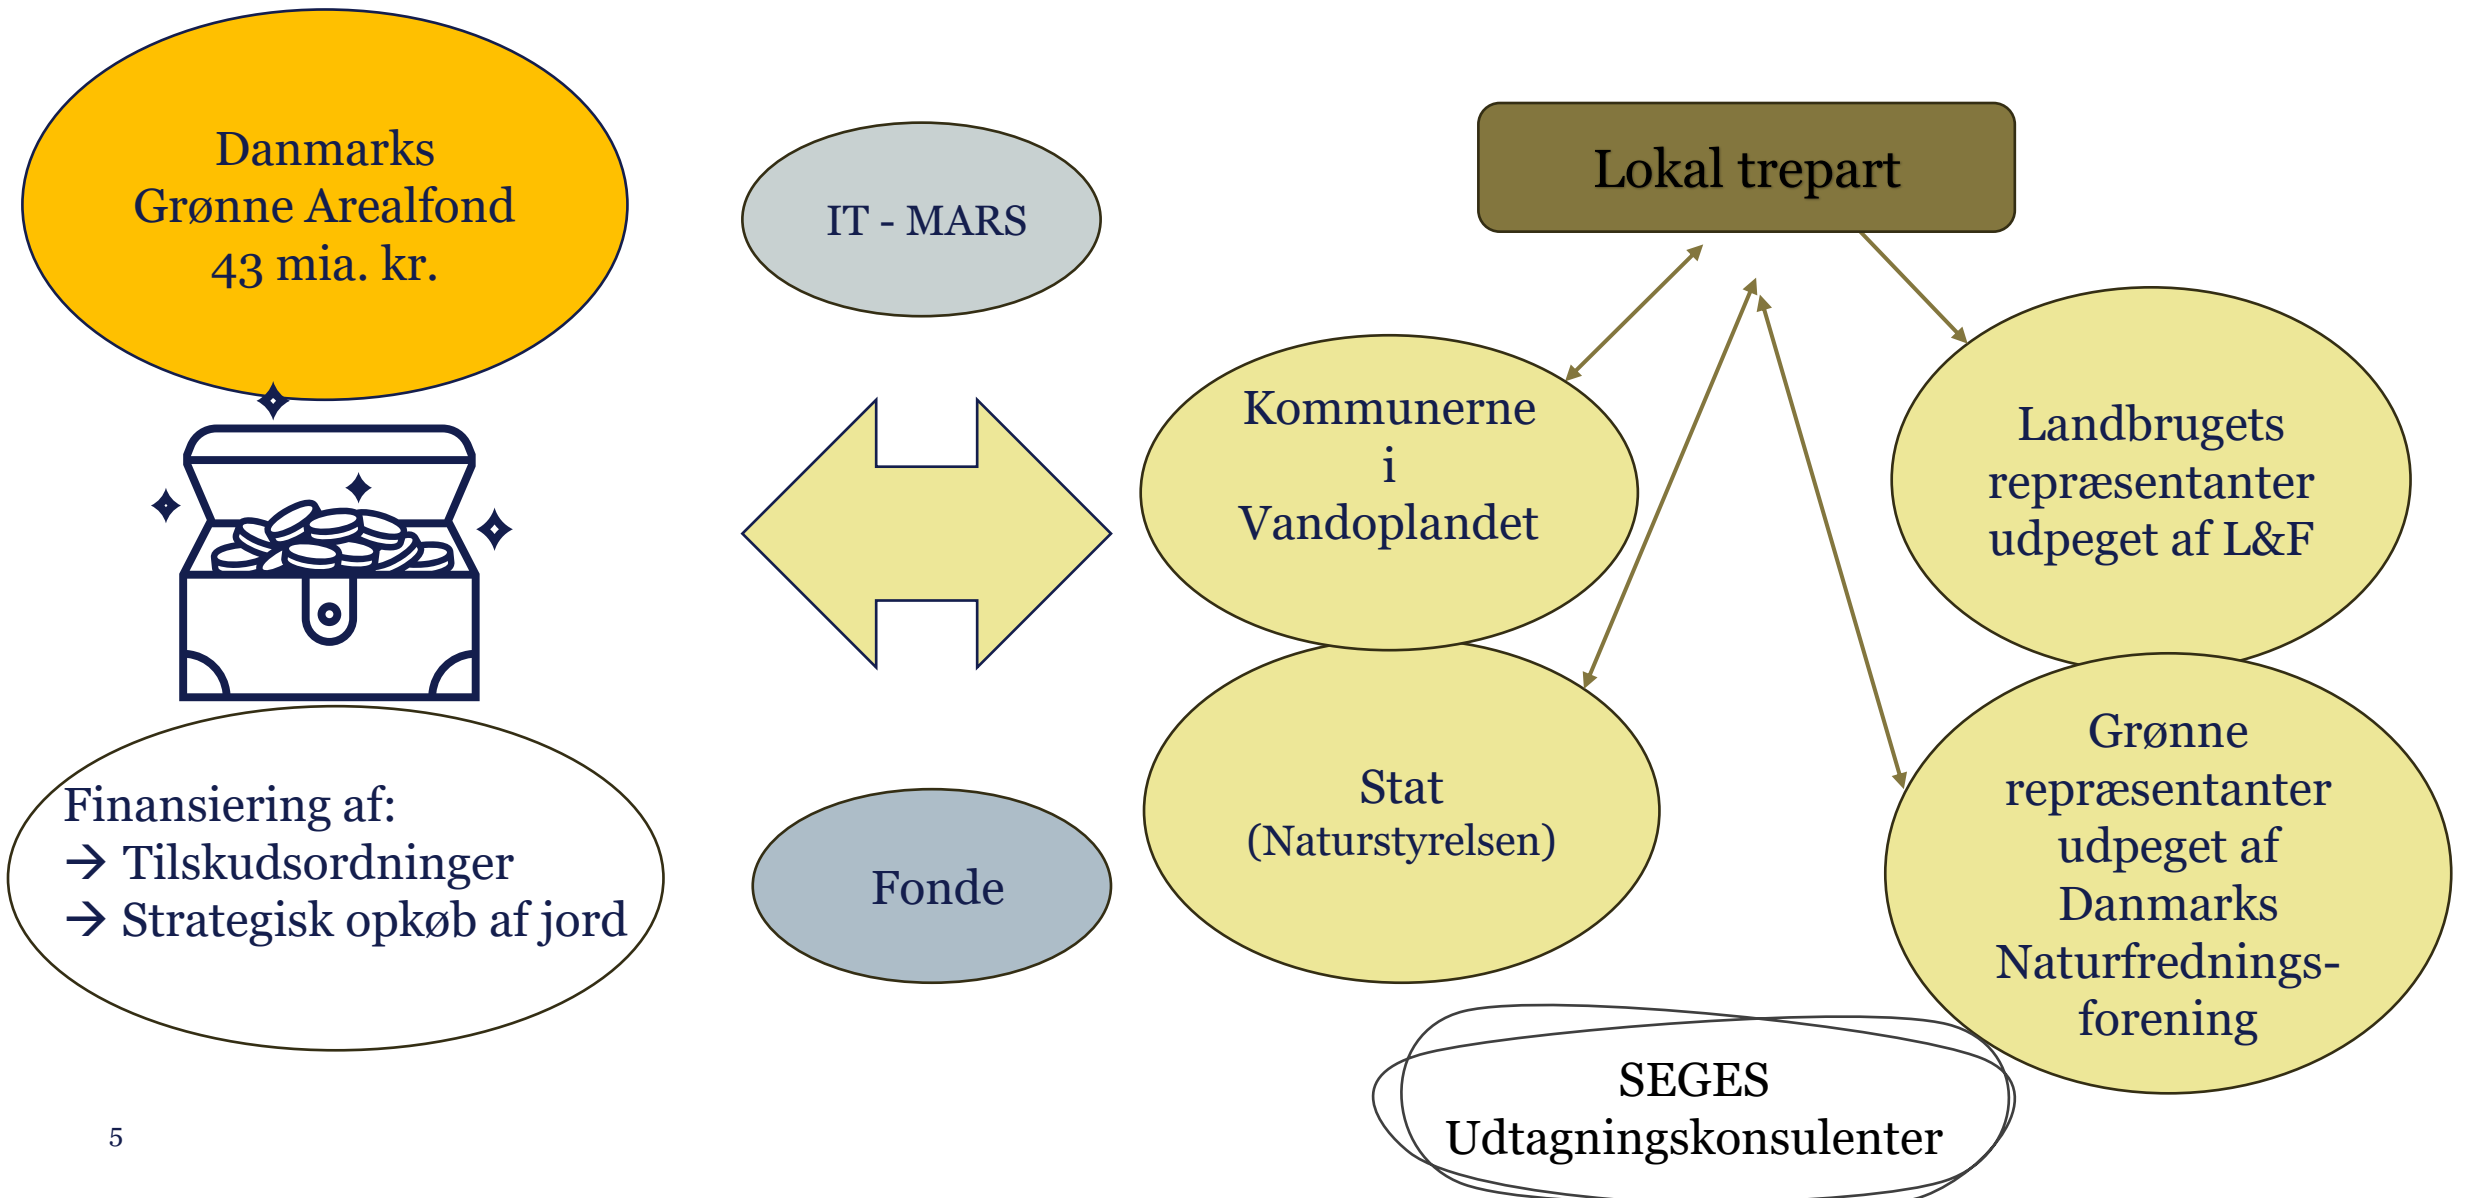 Danmarks
Grønne Arealfond
43 mia. kr.
Finansiering af:
→ Tilskudsordninger
→ Strategisk opkøb af jord
IT - MARS
Fonde
Lokal trepart
Kommunerne
i
Vandoplandet
Stat
(Naturstyrelsen)
Landbrugets
repræsentanter
udpeget af L&F
Grønne
repræsentanter
udpeget af
Danmarks
Naturfrednings-
forening
SEGES
Udtagningskonsulenter
5